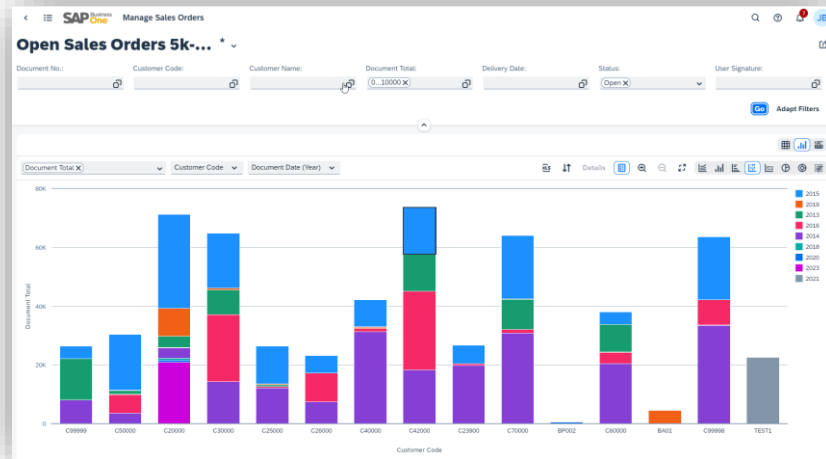 SAP Business One Manage Sales Orders
7
JB
Open Sales Orders 5k-... *
Document No.: Customer Code: Customer Name: Document Total: Delivery Date: Status: User Signature:
0...10000 X Open X
Go Adapt Filters
Document Total X Customer Code Document Date (Year) Details
80K
60K
40K
20K
0
Document Total
C99999 C50000 C20000 C30000 C25000 C26000 C40000 C42000 C23900 C70000 BP002 C60000 BA01 C99998 TEST1
Customer Code
2015
2013
2016
2014
2018
2020
2023
2021